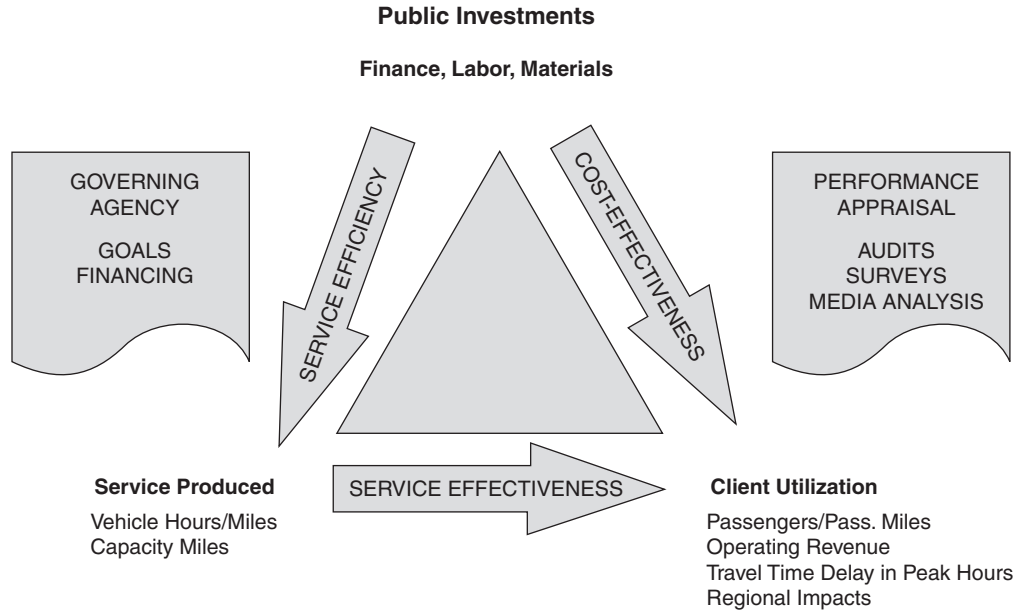 Public Investments
Finance, Labor, Materials
GOVERNING
AGENCY
GOALS
FINANCING
SERVICE EFFICIENCY
COST-EFFECTIVENESS
PERFORMANCE
APPRAISAL
AUDITS
SURVEYS
MEDIA ANALYSIS
Service Produced
Vehicle Hours/Miles
Capacity Miles
SERVICE EFFECTIVENESS
Client Utilization
Passengers/Pass. Miles
Operating Revenue
Travel Time Delay in Peak Hours
Regional Impacts